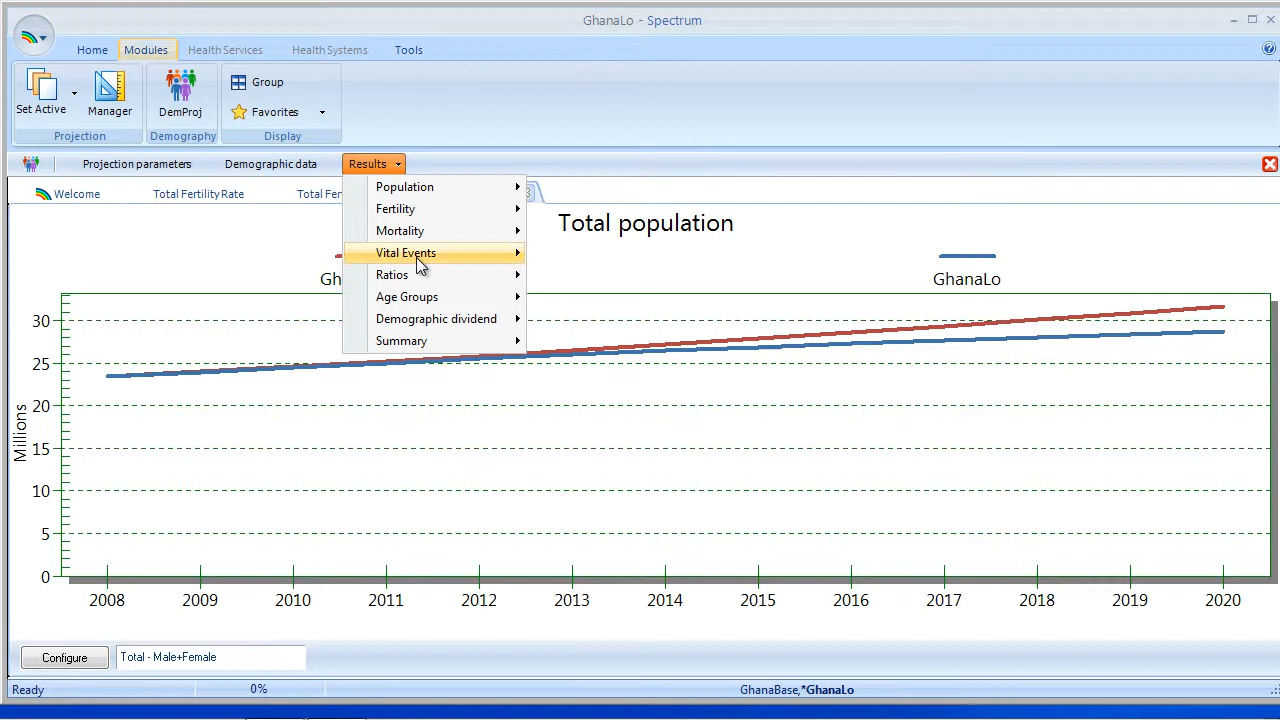 GhanaLo - Spectrum
Home Modules Health Services Health Systems Tools
Group
Set Active Manager DemProj Favorites
Projection Demography Display
Projection parameters Demographic data Results
Welcome Total Fertility Rate Total Fer
Population
Fertility
Mortality
Vital Events
Ratios
Age Groups
Demographic dividend
Summary
Total population
Gh GhanaLo
Millions
30
25
20
15
10
5
0
2008 2009 2010 2011 2012 2013 2014 2015 2016 2017 2018 2019 2020
Configure Total - Male+Female
Ready 0% GhanaBase,*GhanaLo